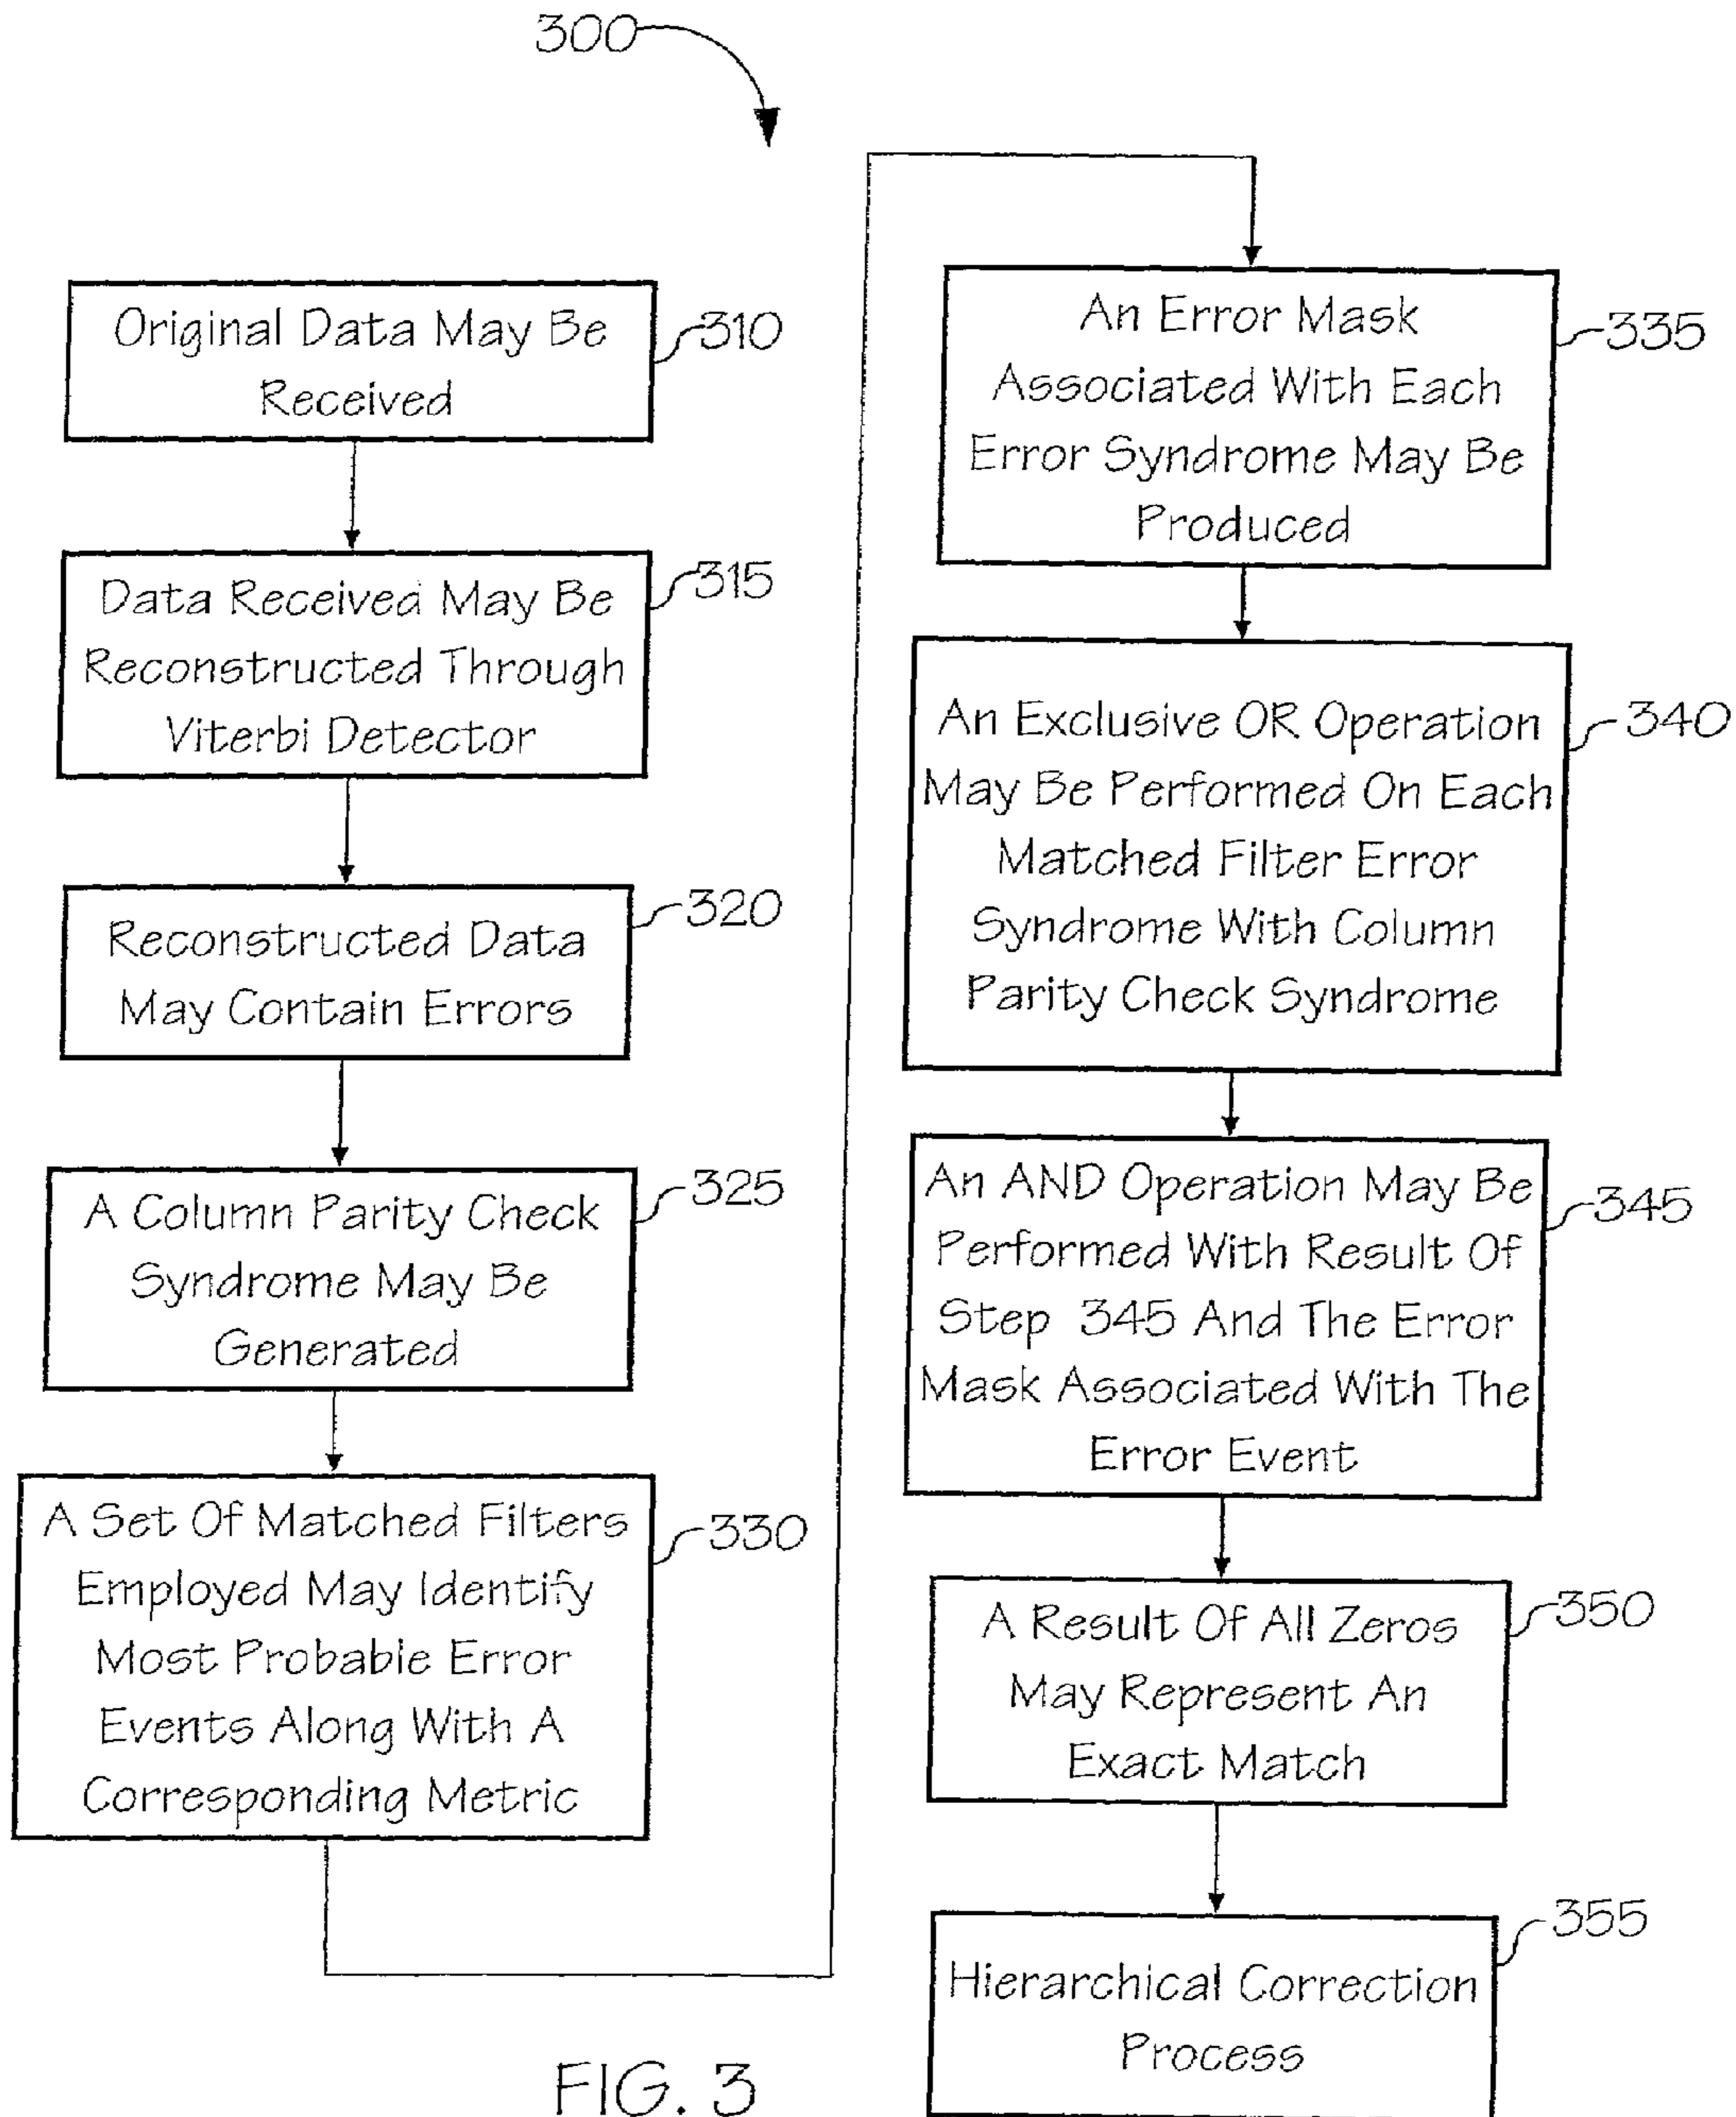 300
Original Data May Be
Received
310
Data Received May Be
Reconstructed Through
Viterbi Detector
315
Reconstructed Data
May Contain Errors
320
A Column Parity Check
Syndrome May Be
Generated
325
A Set Of Matched Filters
Employed May Identify
Most Probable Error
Events Along With A
Corresponding Metric
330
An Error Mask
Associated With Each
Error Syndrome May Be
Produced
335
An Exclusive OR Operation
May Be Performed On Each
Matched Filter Error
Syndrome With Column
Parity Check Syndrome
340
An AND Operation May Be
Performed With Result Of
Step 345 And The Error
Mask Associated With The
Error Event
345
A Result Of All Zeros
May Represent An
Exact Match
350
Hierarchical Correction
Process
355
FIG. 3